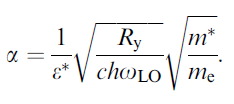 α = 1/ε* √(R_y/chω_LO) √(m*/m_e).